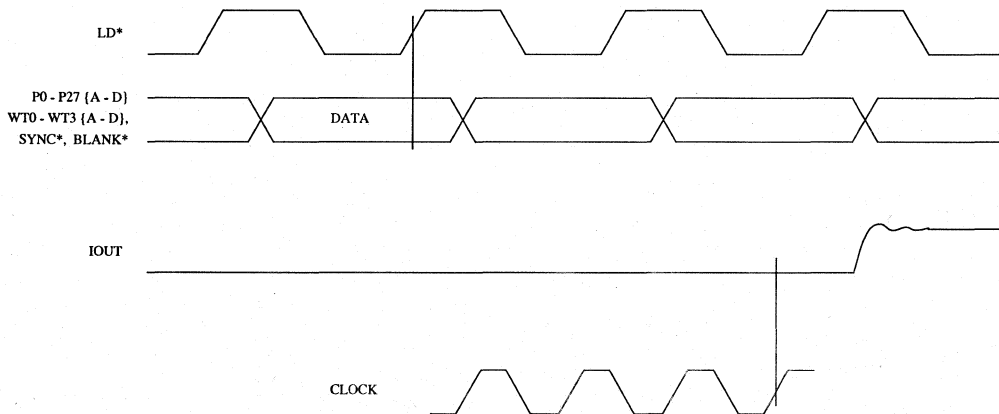 LD*
P0 - P27 {A - D}
WT0 - WT3 {A - D},
SYNC*, BLANK*
DATA
IOUT
CLOCK